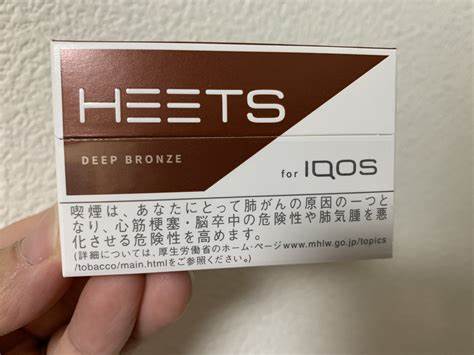 HEETS
DEEP BRONZE
for IQOS
喫煙は、あなたにとって肺がんの原因の一つと
なり、心筋梗塞・脳卒中の危険性や肺気腫を悪
化させる危険性を高めます。
(詳細については、厚生労働省のホーム・ページwww.mhlw.go.jp/topics
/tobacco/main.htmlをご参照ください。)